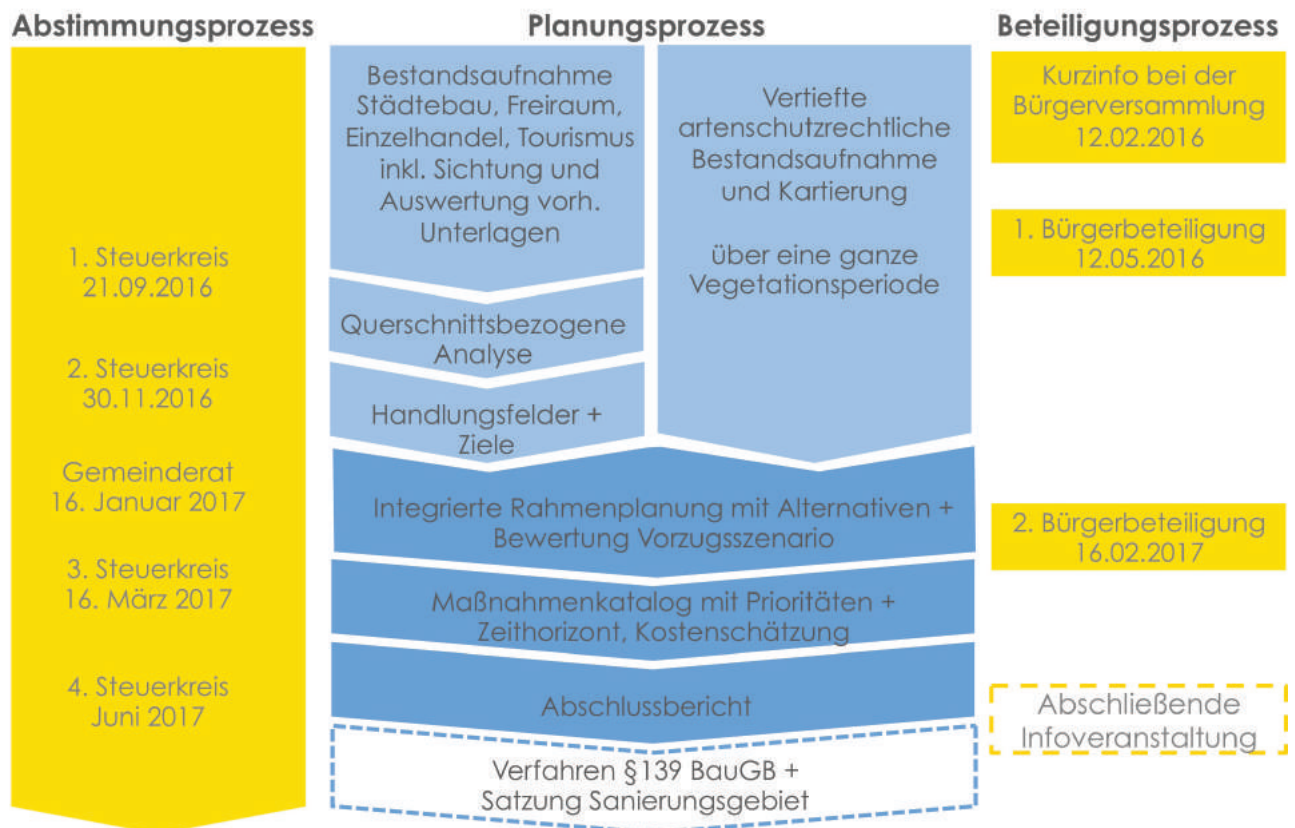 Abstimmungsprozess
Planungsprozess
Beteiligungsprozess
1. Steuerkreis
21.09.2016
2. Steuerkreis
30.11.2016
Gemeinderat
16. Januar 2017
3. Steuerkreis
16. März 2017
4. Steuerkreis
Juni 2017
Bestandsaufnahme
Städtebau, Freiraum,
Einzelhandel, Tourismus
inkl. Sichtung und
Auswertung vorh.
Unterlagen
Querschnittsbezogene
Analyse
Handlungsfelder +
Ziele
Vertiefte
artenschutzrechtliche
Bestandsaufnahme
und Kartierung
über eine ganze
Vegetationsperiode
Integrierte Rahmenplanung mit Alternativen +
Bewertung Vorzugsszenario
Maßnahmenkatalog mit Prioritäten +
Zeithorizont, Kostenschätzung
Abschlussbericht
Verfahren §139 BauGB +
Satzung Sanierungsgebiet
Kurzinfo bei der
Bürgerversammlung
12.02.2016
1. Bürgerbeteiligung
12.05.2016
2. Bürgerbeteiligung
16.02.2017
Abschließende
Infoveranstaltung